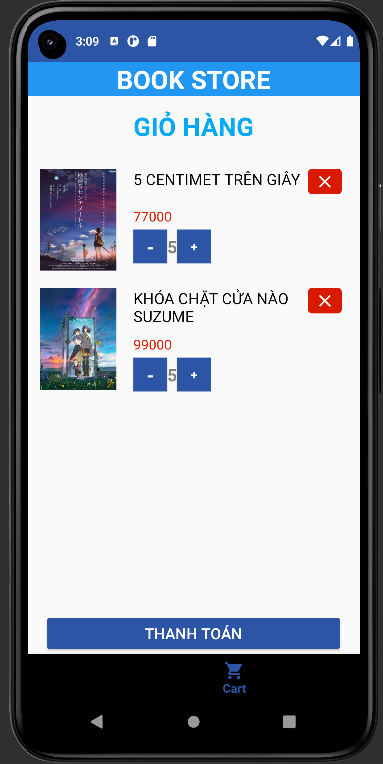 3:09
BOOK STORE
GIỎ HÀNG
5 CENTIMET TRÊN GIÂY
77000
- 5 +
KHÓA CHẶT CỬA NÀO
SUZUME
99000
- 5 +
THANH TOÁN
Cart